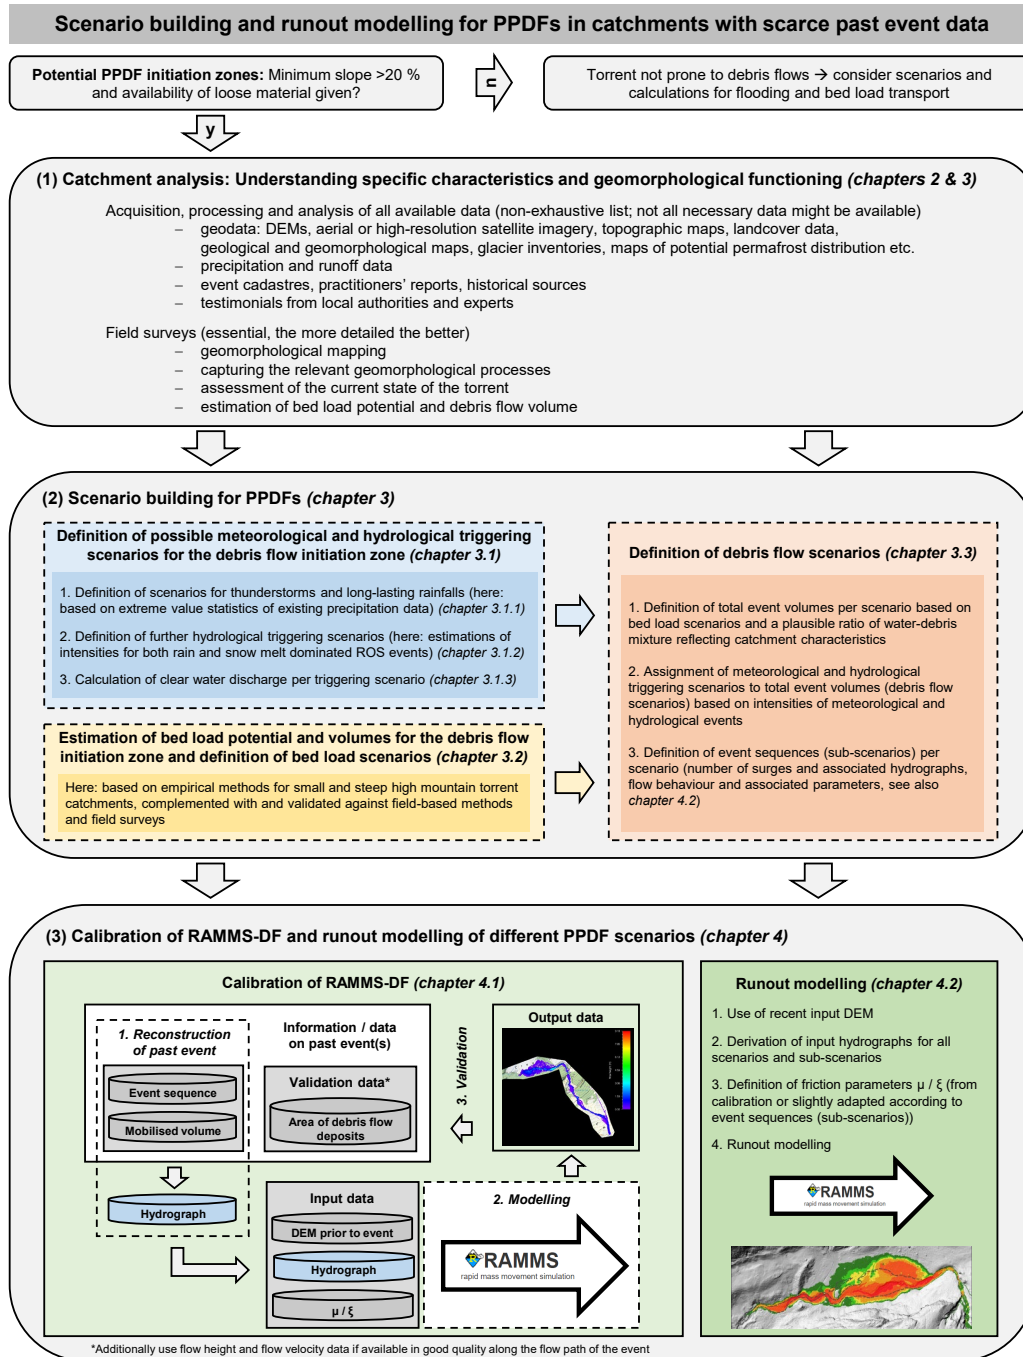 Scenario building and runout modelling for PPDFs in catchments with scarce past event data
Potential PPDF initiation zones: Minimum slope >20 %
and availability of loose material given?
n
Torrent not prone to debris flows → consider scenarios and
calculations for flooding and bed load transport
y
(1) Catchment analysis: Understanding specific characteristics and geomorphological functioning (chapters 2 & 3)
Acquisition, processing and analysis of all available data (non-exhaustive list; not all necessary data might be available)
– geodata: DEMs, aerial or high-resolution satellite imagery, topographic maps, landcover data,
geological and geomorphological maps, glacier inventories, maps of potential permafrost distribution etc.
– precipitation and runoff data
– event cadastres, practitioners' reports, historical sources
– testimonials from local authorities and experts
Field surveys (essential, the more detailed the better)
– geomorphological mapping
– capturing the relevant geomorphological processes
– assessment of the current state of the torrent
– estimation of bed load potential and debris flow volume
(2) Scenario building for PPDFs (chapter 3)
Definition of possible meteorological and hydrological triggering
scenarios for the debris flow initiation zone (chapter 3.1)
1. Definition of scenarios for thunderstorms and long-lasting rainfalls (here:
based on extreme value statistics of existing precipitation data) (chapter 3.1.1)
2. Definition of further hydrological triggering scenarios (here: estimations of
intensities for both rain and snow melt dominated ROS events) (chapter 3.1.2)
3. Calculation of clear water discharge per triggering scenario (chapter 3.1.3)
Estimation of bed load potential and volumes for the debris flow
initiation zone and definition of bed load scenarios (chapter 3.2)
Here: based on empirical methods for small and steep high mountain torrent
catchments, complemented with and validated against field-based methods
and field surveys
Definition of debris flow scenarios (chapter 3.3)
1. Definition of total event volumes per scenario based on
bed load scenarios and a plausible ratio of water-debris
mixture reflecting catchment characteristics
2. Assignment of meteorological and hydrological
triggering scenarios to total event volumes (debris flow
scenarios) based on intensities of meteorological and
hydrological events
3. Definition of event sequences (sub-scenarios) per
scenario (number of surges and associated hydrographs,
flow behaviour and associated parameters, see also
chapter 4.2)
(3) Calibration of RAMMS-DF and runout modelling of different PPDF scenarios (chapter 4)
Calibration of RAMMS-DF (chapter 4.1)
1. Reconstruction
of past event
Event sequence
Mobilised volume
Hydrograph
Information / data
on past event(s)
Validation data*
Area of debris flow
deposits
3. Validation
Output data
Input data
DEM prior to event
Hydrograph
μ / ξ
2. Modelling
RAMMS
rapid mass movement simulation
Runout modelling (chapter 4.2)
1. Use of recent input DEM
2. Derivation of input hydrographs for all
scenarios and sub-scenarios
3. Definition of friction parameters μ / ξ (from
calibration or slightly adapted according to
event sequences (sub-scenarios))
4. Runout modelling
RAMMS
rapid mass movement simulation
*Additionally use flow height and flow velocity data if available in good quality along the flow path of the event